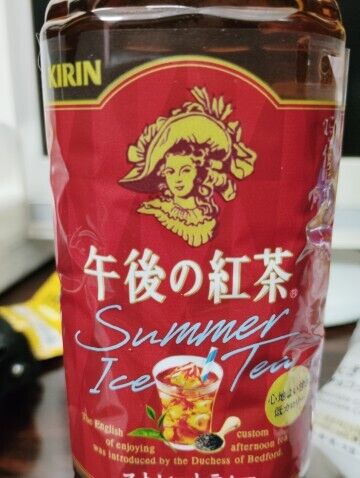 KIRIN
午後の紅茶®
Summer
Ice Tea
The English custom
of enjoying afternoon tea
was introduced by the Duchess of Bedford.